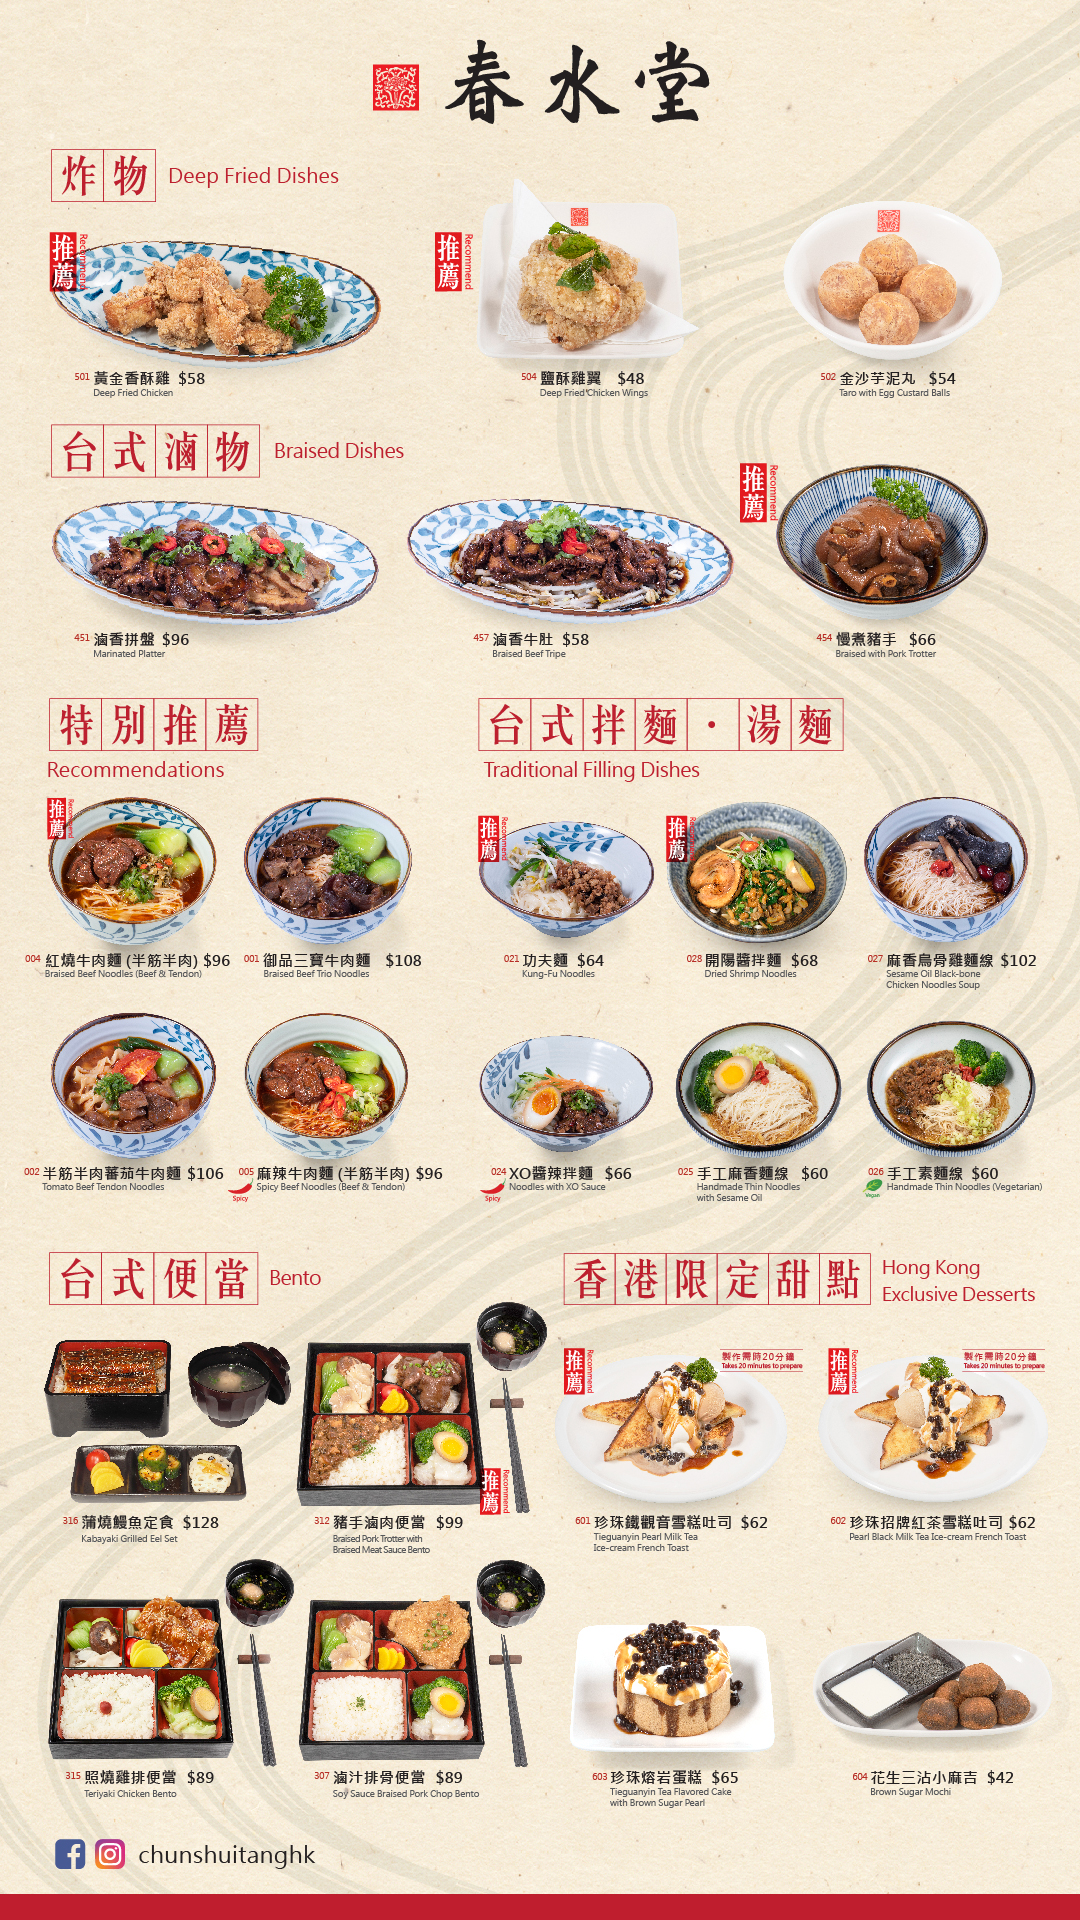 春水堂
炸物 Deep Fried Dishes
推薦 Recommend
501 黃金香酥雞 $58
Deep Fried Chicken
推薦 Recommend
504 鹽酥雞翼 $48
Deep Fried Chicken Wings
502 金沙芋泥丸 $54
Taro with Egg Custard Balls
台式滷物 Braised Dishes
451 滷香拼盤 $96
Marinated Platter
457 滷香牛肚 $58
Braised Beef Tripe
推薦 Recommend
454 慢煮豬手 $66
Braised with Pork Trotter
特別推薦
Recommendations
推薦 Recommend
004 紅燒牛肉麵 (半筋半肉) $96
Braised Beef Noodles (Beef & Tendon)
001 御品三寶牛肉麵 $108
Braised Beef Trio Noodles
002 半筋半肉蕃茄牛肉麵 $106
Tomato Beef Tendon Noodles
005 麻辣牛肉麵 (半筋半肉) $96
Spicy Beef Noodles (Beef & Tendon)
Spicy
台式拌麵・湯麵
Traditional Filling Dishes
推薦 Recommend
021 功夫麵 $64
Kung-Fu Noodles
推薦 Recommend
028 開陽醬拌麵 $68
Dried Shrimp Noodles
027 麻香烏骨雞麵線 $102
Sesame Oil Black-bone
Chicken Noodles Soup
024 XO醬辣拌麵 $66
Noodles with XO Sauce
Spicy
025 手工麻香麵線 $60
Handmade Thin Noodles
with Sesame Oil
026 手工素麵線 $60
Handmade Thin Noodles (Vegetarian)
Vegan
台式便當 Bento
316 蒲燒鰻魚定食 $128
Kabayaki Grilled Eel Set
推薦 Recommend
312 豬手滷肉便當 $99
Braised Pork Trotter with
Braised Meat Sauce Bento
315 照燒雞排便當 $89
Teriyaki Chicken Bento
307 滷汁排骨便當 $89
Soy Sauce Braised Pork Chop Bento
香港限定甜點
Hong Kong
Exclusive Desserts
推薦 Recommend
製作需時20分鐘
Takes 20 minutes to prepare
601 珍珠鐵觀音雪糕吐司 $62
Tieguanyin Pearl Milk Tea
Ice-cream French Toast
推薦 Recommend
製作需時20分鐘
Takes 20 minutes to prepare
602 珍珠招牌紅茶雪糕吐司 $62
Pearl Black Milk Tea Ice-cream French Toast
603 珍珠熔岩蛋糕 $65
Tieguanyin Tea Flavored Cake
with Brown Sugar Pearl
604 花生三沾小麻吉 $42
Brown Sugar Mochi
chunshuitanghk